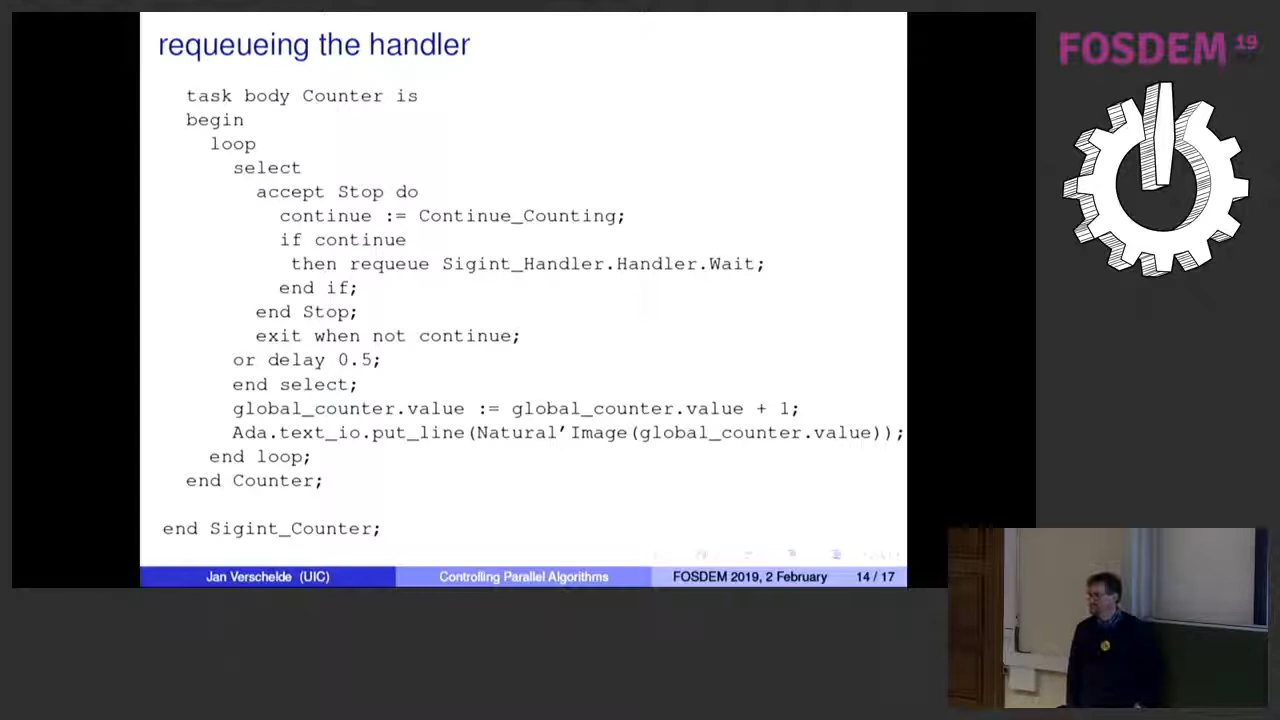 requeueing the handler
FOSDEM 19
task body Counter is
begin
loop
select
accept Stop do
continue := Continue_Counting;
if continue
then requeue Sigint_Handler.Handler.Wait;
end if;
end Stop;
exit when not continue;
or delay 0.5;
end select;
global_counter.value := global_counter.value + 1;
Ada.text_io.put_line(Natural'Image(global_counter.value));
end loop;
end Counter;
end Sigint_Counter;
Jan Verschelde (UIC) Controlling Parallel Algorithms FOSDEM 2019, 2 February 14 / 17